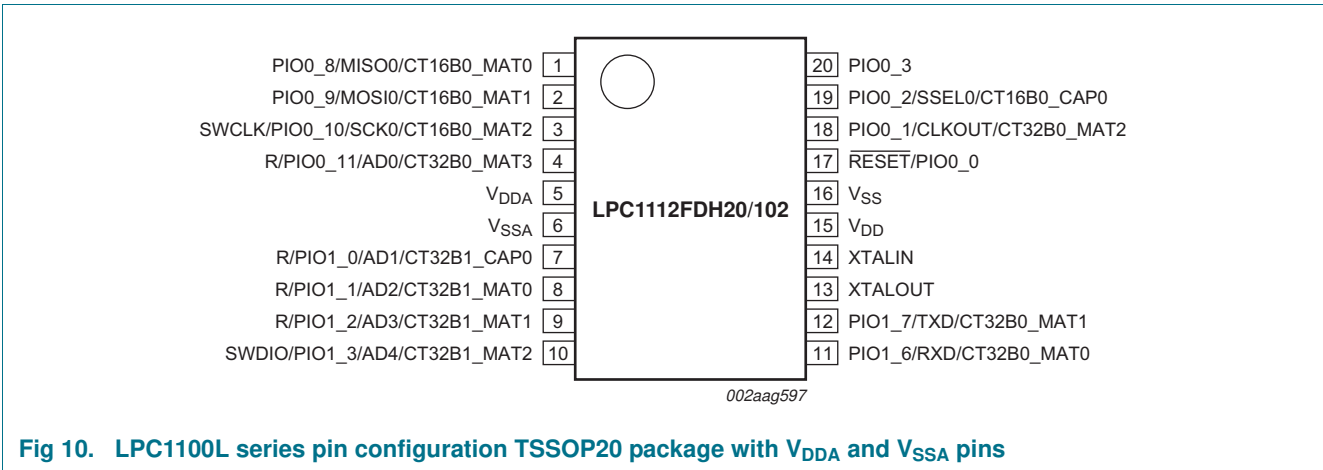 PIO0_8/MISO0/CT16B0_MAT0 1
PIO0_9/MOSI0/CT16B0_MAT1 2
SWCLK/PIO0_10/SCK0/CT16B0_MAT2 3
R/PIO0_11/AD0/CT32B0_MAT3 4
VDDA 5
VSSA 6
R/PIO1_0/AD1/CT32B1_CAP0 7
R/PIO1_1/AD2/CT32B1_MAT0 8
R/PIO1_2/AD3/CT32B1_MAT1 9
SWDIO/PIO1_3/AD4/CT32B1_MAT2 10
LPC1112FDH20/102
20 PIO0_3
19 PIO0_2/SSEL0/CT16B0_CAP0
18 PIO0_1/CLKOUT/CT32B0_MAT2
17 RESET/PIO0_0
16 VSS
15 VDD
14 XTALIN
13 XTALOUT
12 PIO1_7/TXD/CT32B0_MAT1
11 PIO1_6/RXD/CT32B0_MAT0
002aag597
Fig 10. LPC1100L series pin configuration TSSOP20 package with VDDA and VSSA pins